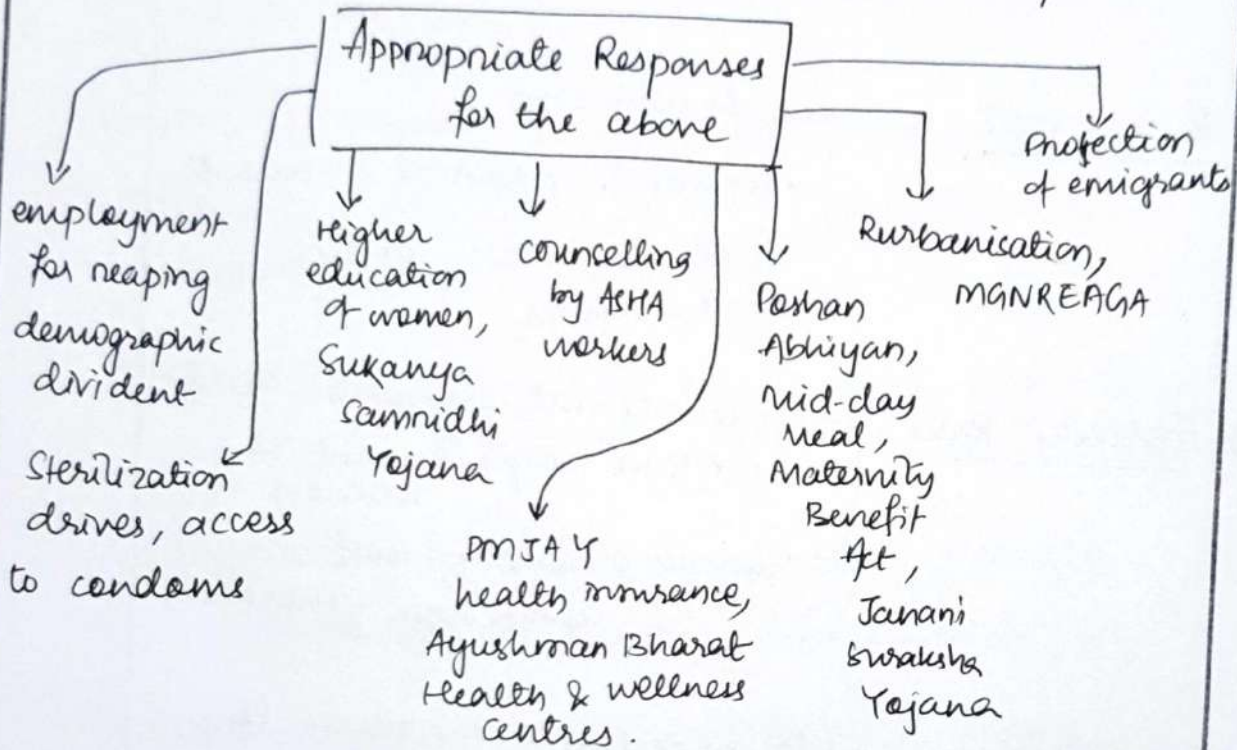 Appropriate Responses
for the above
employment
for reaping
demographic
divident
Sterilization
drives, access
to condoms
Higher
education
of women,
Sukanya
Samridhi
Yojana
counselling
by ASHA
workers
PMJAY
health insurance,
Ayushman Bharat
Health & wellness
Centres.
Poshan
Abhiyan,
Mid-day
Meal,
Maternity
Benefit
Act,
Janani
Suraksha
Yojana
Rurbanisation,
MGNREAGA
Protection
of emigrants